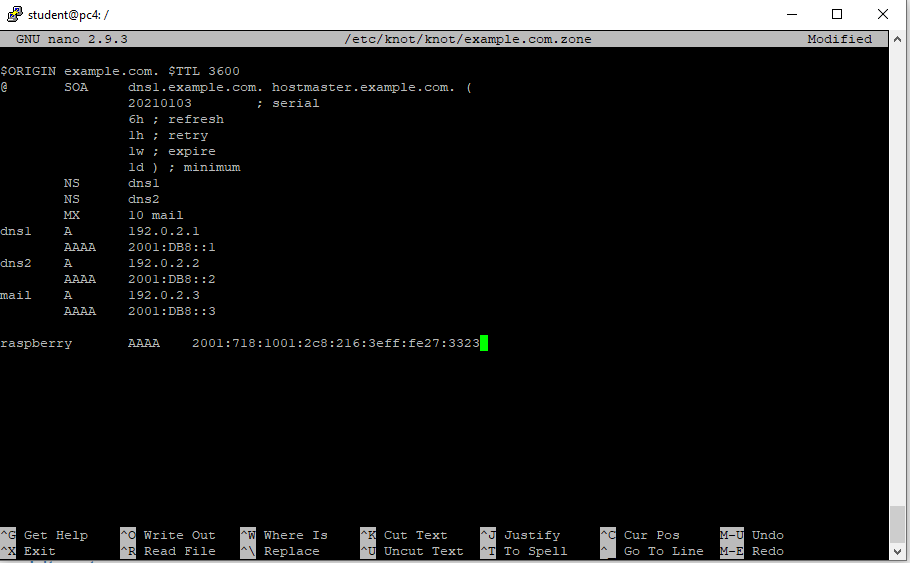 student@pc4: /
GNU nano 2.9.3 /etc/knot/knot/example.com.zone Modified
$ORIGIN example.com. $TTL 3600
@ SOA dns1.example.com. hostmaster.example.com. (
20210103 ; serial
6h ; refresh
1h ; retry
1w ; expire
1d ) ; minimum
NS dns1
NS dns2
MX 10 mail
dns1 A 192.0.2.1
AAAA 2001:DB8::1
dns2 A 192.0.2.2
AAAA 2001:DB8::2
mail A 192.0.2.3
AAAA 2001:DB8::3
raspberry AAAA 2001:718:1001:2c8:216:3eff:fe27:3323
^G Get Help ^O Write Out ^W Where Is ^K Cut Text ^J Justify ^C Cur Pos M-U Undo
^X Exit ^R Read File ^\ Replace ^U Uncut Text ^T To Spell ^_ Go To Line M-E Redo